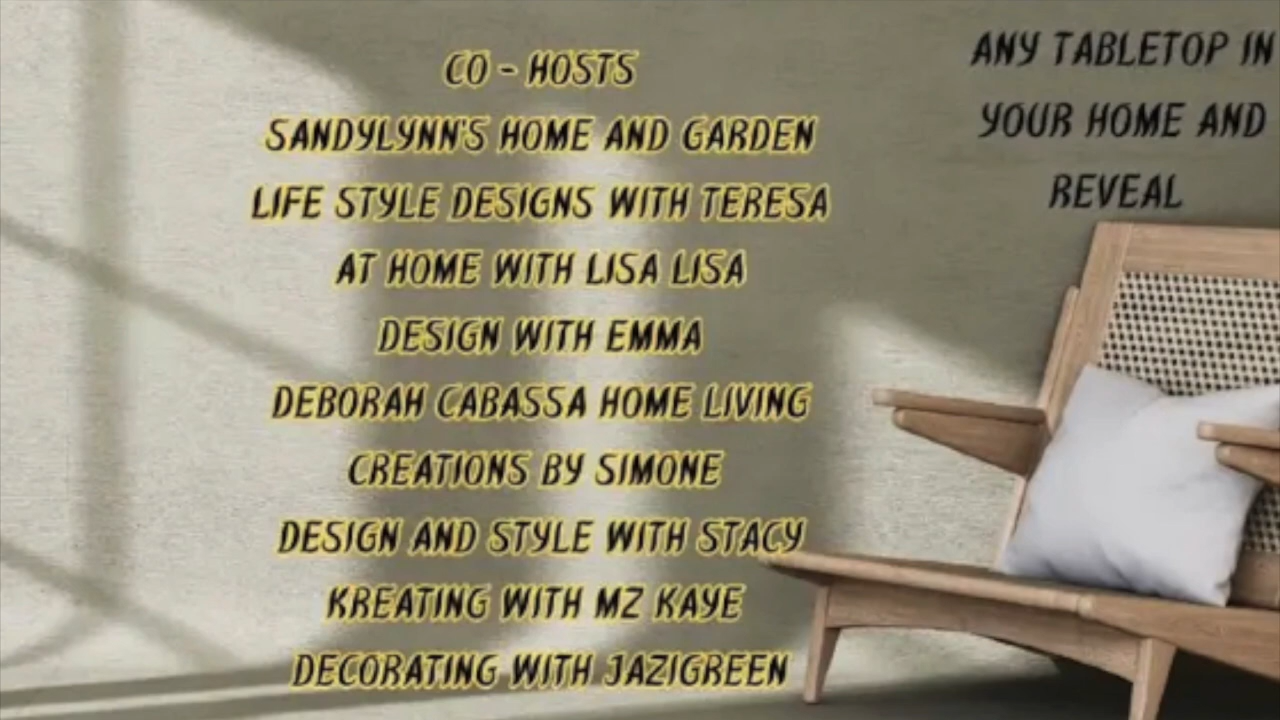 CO - HOSTS
SANDYLYNN'S HOME AND GARDEN
LIFE STYLE DESIGNS WITH TERESA
AT HOME WITH LISA LISA
DESIGN WITH EMMA
DEBORAH CABASSA HOME LIVING
CREATIONS BY SIMONE
DESIGN AND STYLE WITH STACY
KREATING WITH MZ KAYE
DECORATING WITH JAZIGREEN
ANY TABLETOP IN
YOUR HOME AND
REVEAL